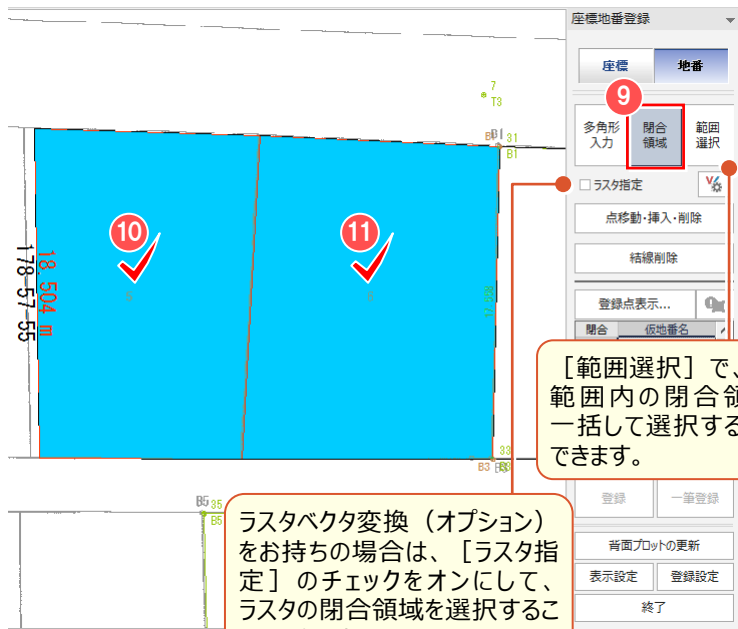 座標地番登録
座標
地番
9
多角形
入力
閉合
領域
範囲
選択
ラスタ指定
点移動・挿入・削除
結線削除
登録点表示...
閉合
仮地番名
7
T3
31
B1
10
11
18.504 m
178-57-55
33
B3
35
B5
B5
［範囲選択］で、
範囲内の閉合領
一括して選択する
できます。
登録
一筆登録
背面プロットの更新
表示設定
登録設定
終了
ラスタベクタ変換（オプション）
をお持ちの場合は、［ラスタ指
定］のチェックをオンにして、
ラスタの閉合領域を選択するこ